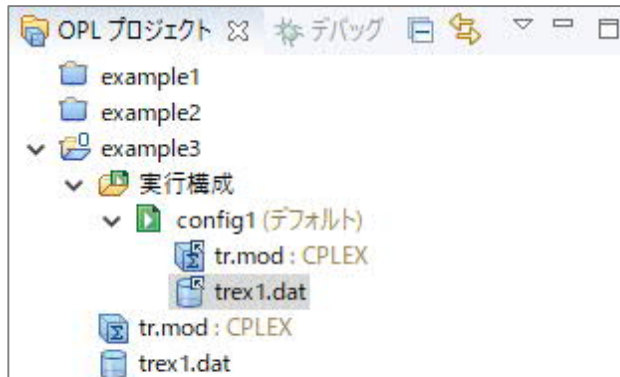 OPL プロジェクト デバッグ
example1
example2
example3
実行構成
config1 (デフォルト)
tr.mod : CPLEX
trex1.dat
tr.mod : CPLEX
trex1.dat